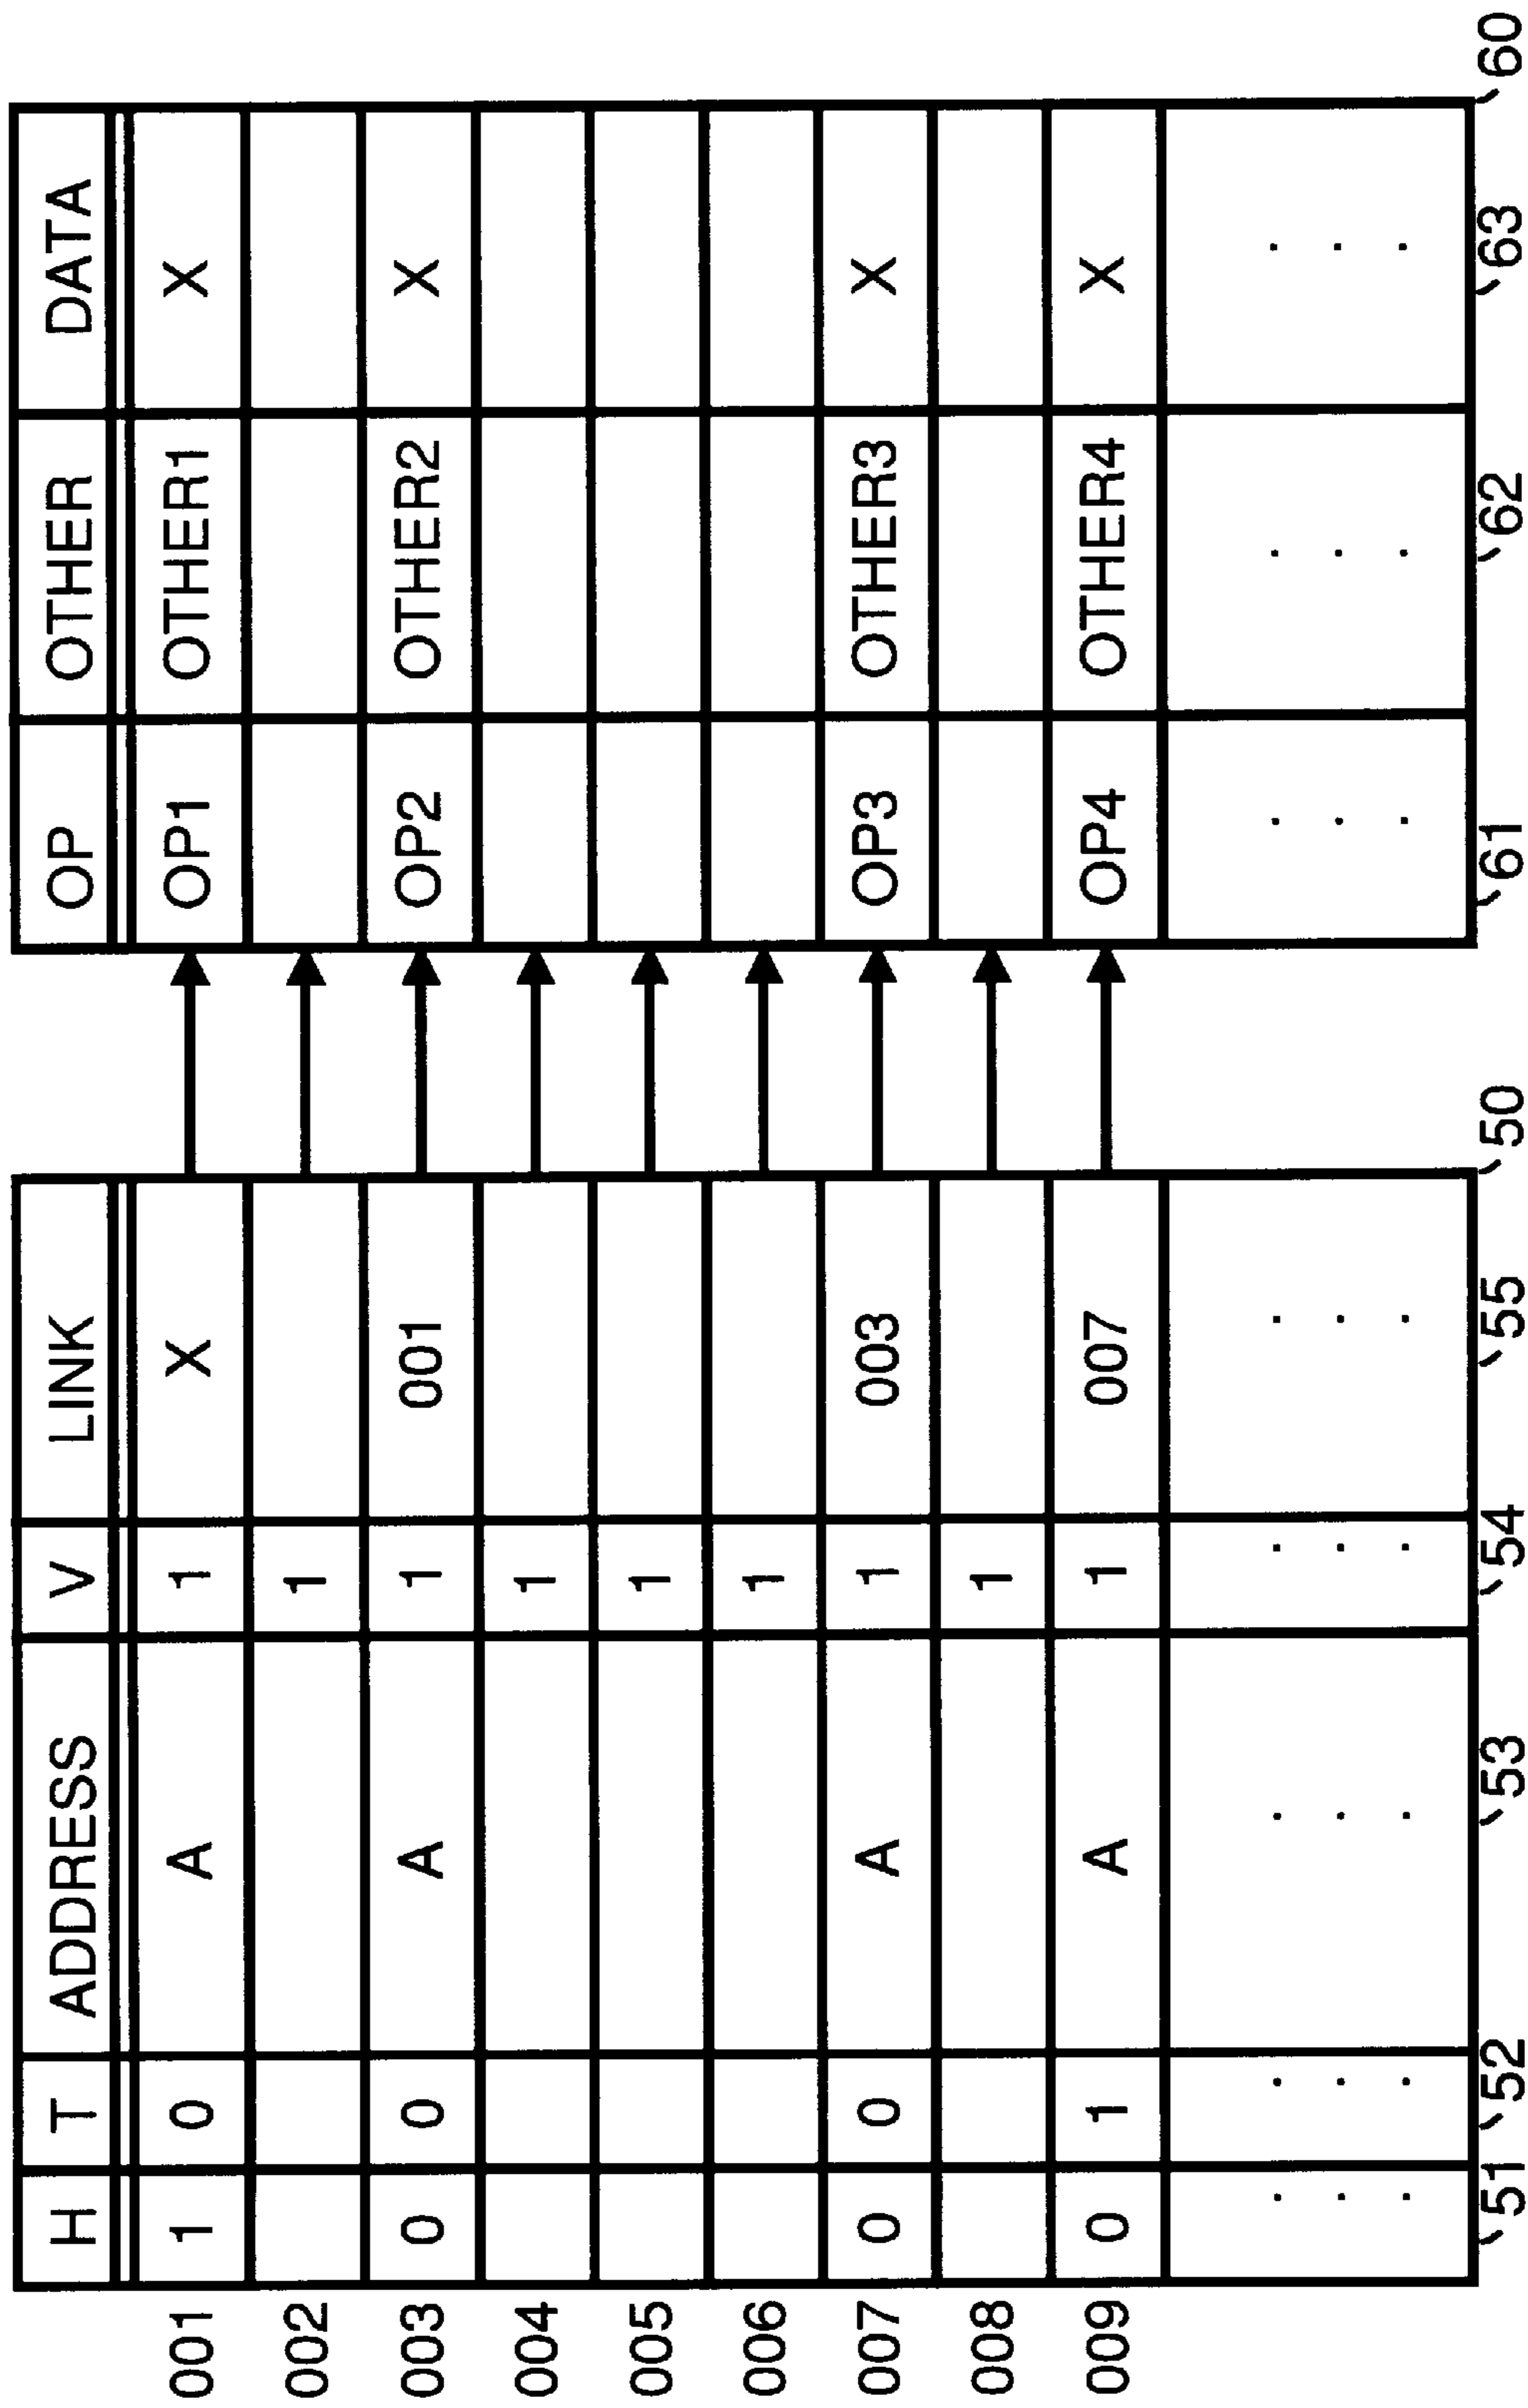 H T ADDRESS V LINK OP OTHER DATA
001 1 0 A 1 X OP1 OTHER1 X
002 1
003 0 0 A 1 001 OP2 OTHER2 X
004 1
005 1
006 1
007 0 0 A 1 003 OP3 OTHER3 X
008 1
009 0 1 A 1 007 OP4 OTHER4 X
51 52 53 54 55 50 61 62 63 60